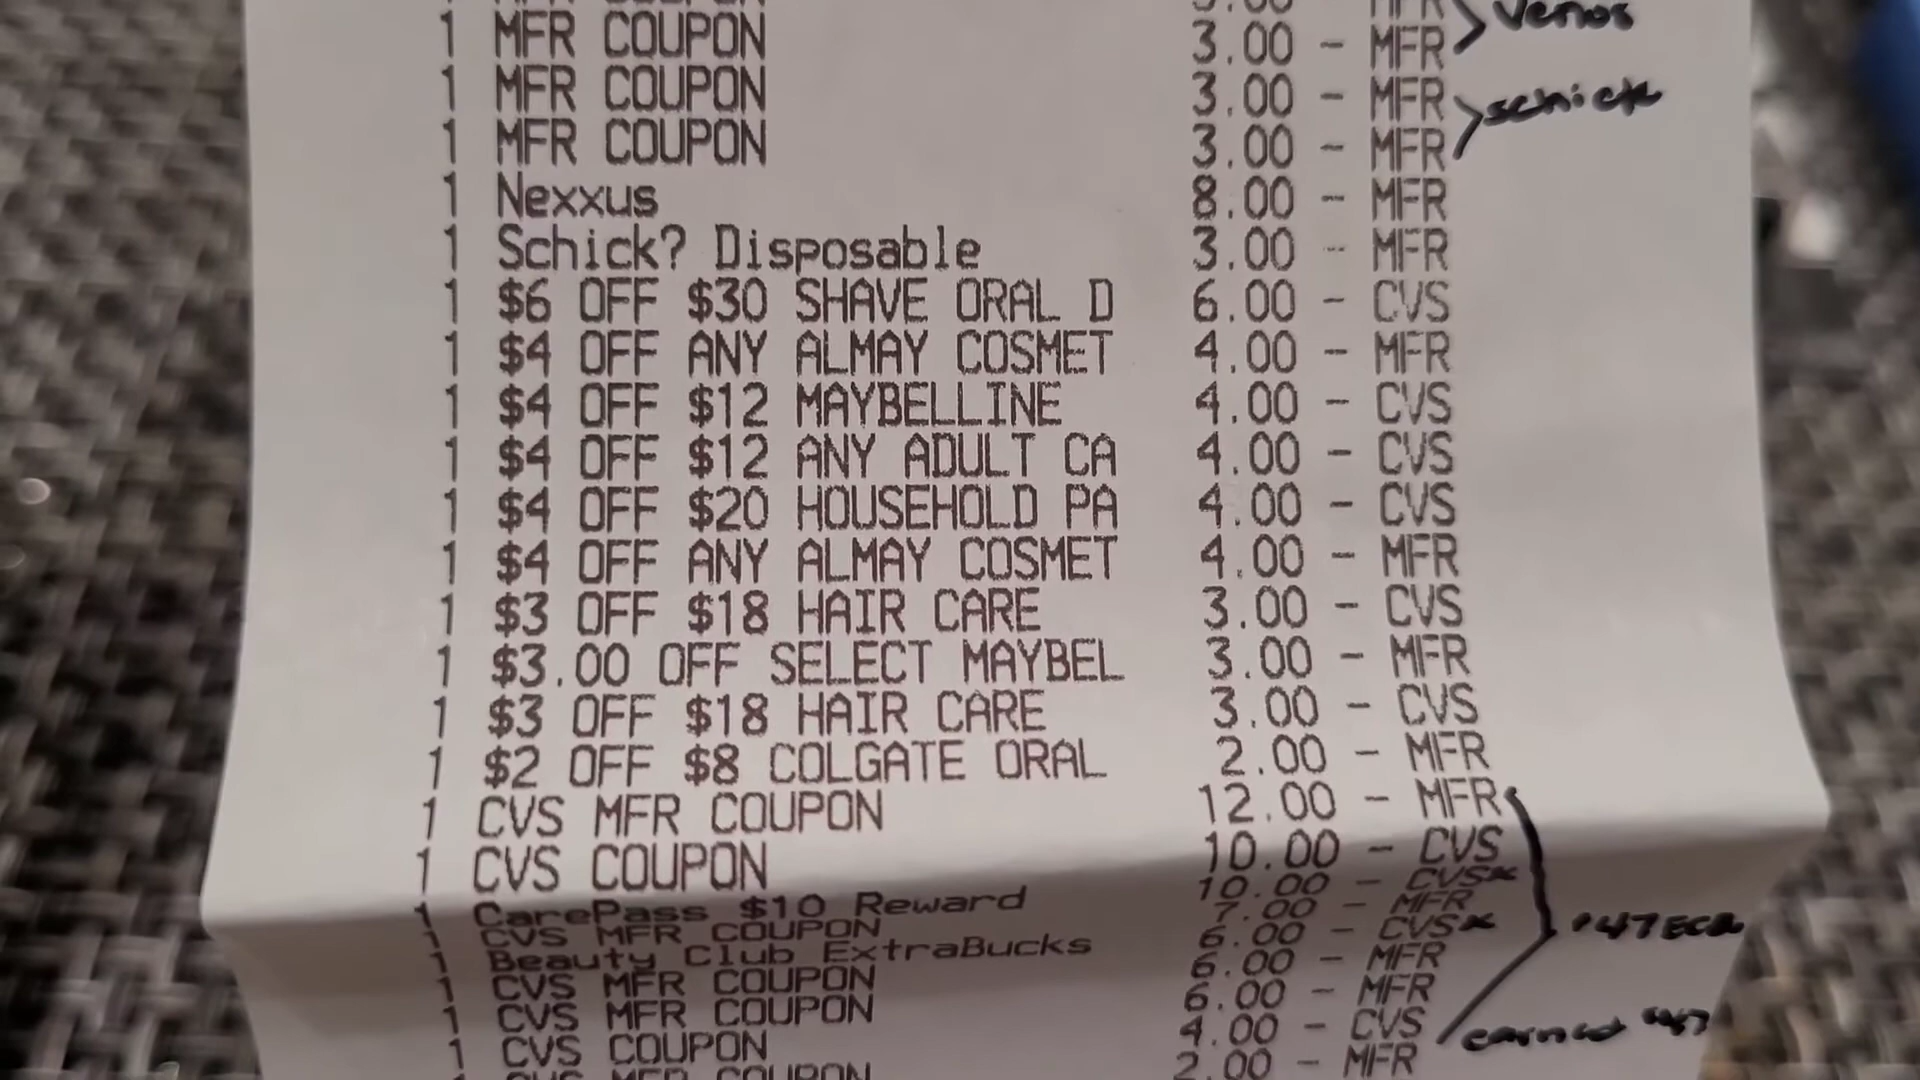 1 MFR COUPON 3.00 - MFR Venus
1 MFR COUPON 3.00 - MFR
1 MFR COUPON 3.00 - MFR schick
1 Nexxus 8.00 - MFR
1 Schick? Disposable 3.00 - MFR
1 $6 OFF $30 SHAVE ORAL D 6.00 - CVS
1 $4 OFF ANY ALMAY COSMET 4.00 - MFR
1 $4 OFF $12 MAYBELLINE 4.00 - CVS
1 $4 OFF $12 ANY ADULT CA 4.00 - CVS
1 $4 OFF $20 HOUSEHOLD PA 4.00 - CVS
1 $4 OFF ANY ALMAY COSMET 4.00 - MFR
1 $3 OFF $18 HAIR CARE 3.00 - CVS
1 $3.00 OFF SELECT MAYBEL 3.00 - MFR
1 $3 OFF $18 HAIR CARE 3.00 - CVS
1 $2 OFF $8 COLGATE ORAL 2.00 - MFR
1 CVS MFR COUPON 12.00 - MFR
1 CVS COUPON 10.00 - CVS
1 CarePass $10 Reward 10.00 - CVS*
1 CVS MFR COUPON 7.00 - MFR
1 Beauty Club ExtraBucks 6.00 - CVS*
1 CVS MFR COUPON 6.00 - MFR
1 CVS MFR COUPON 6.00 - MFR
1 CVS COUPON 4.00 - CVS earned
1 CVS MFR COUPON 2.00 - MFR